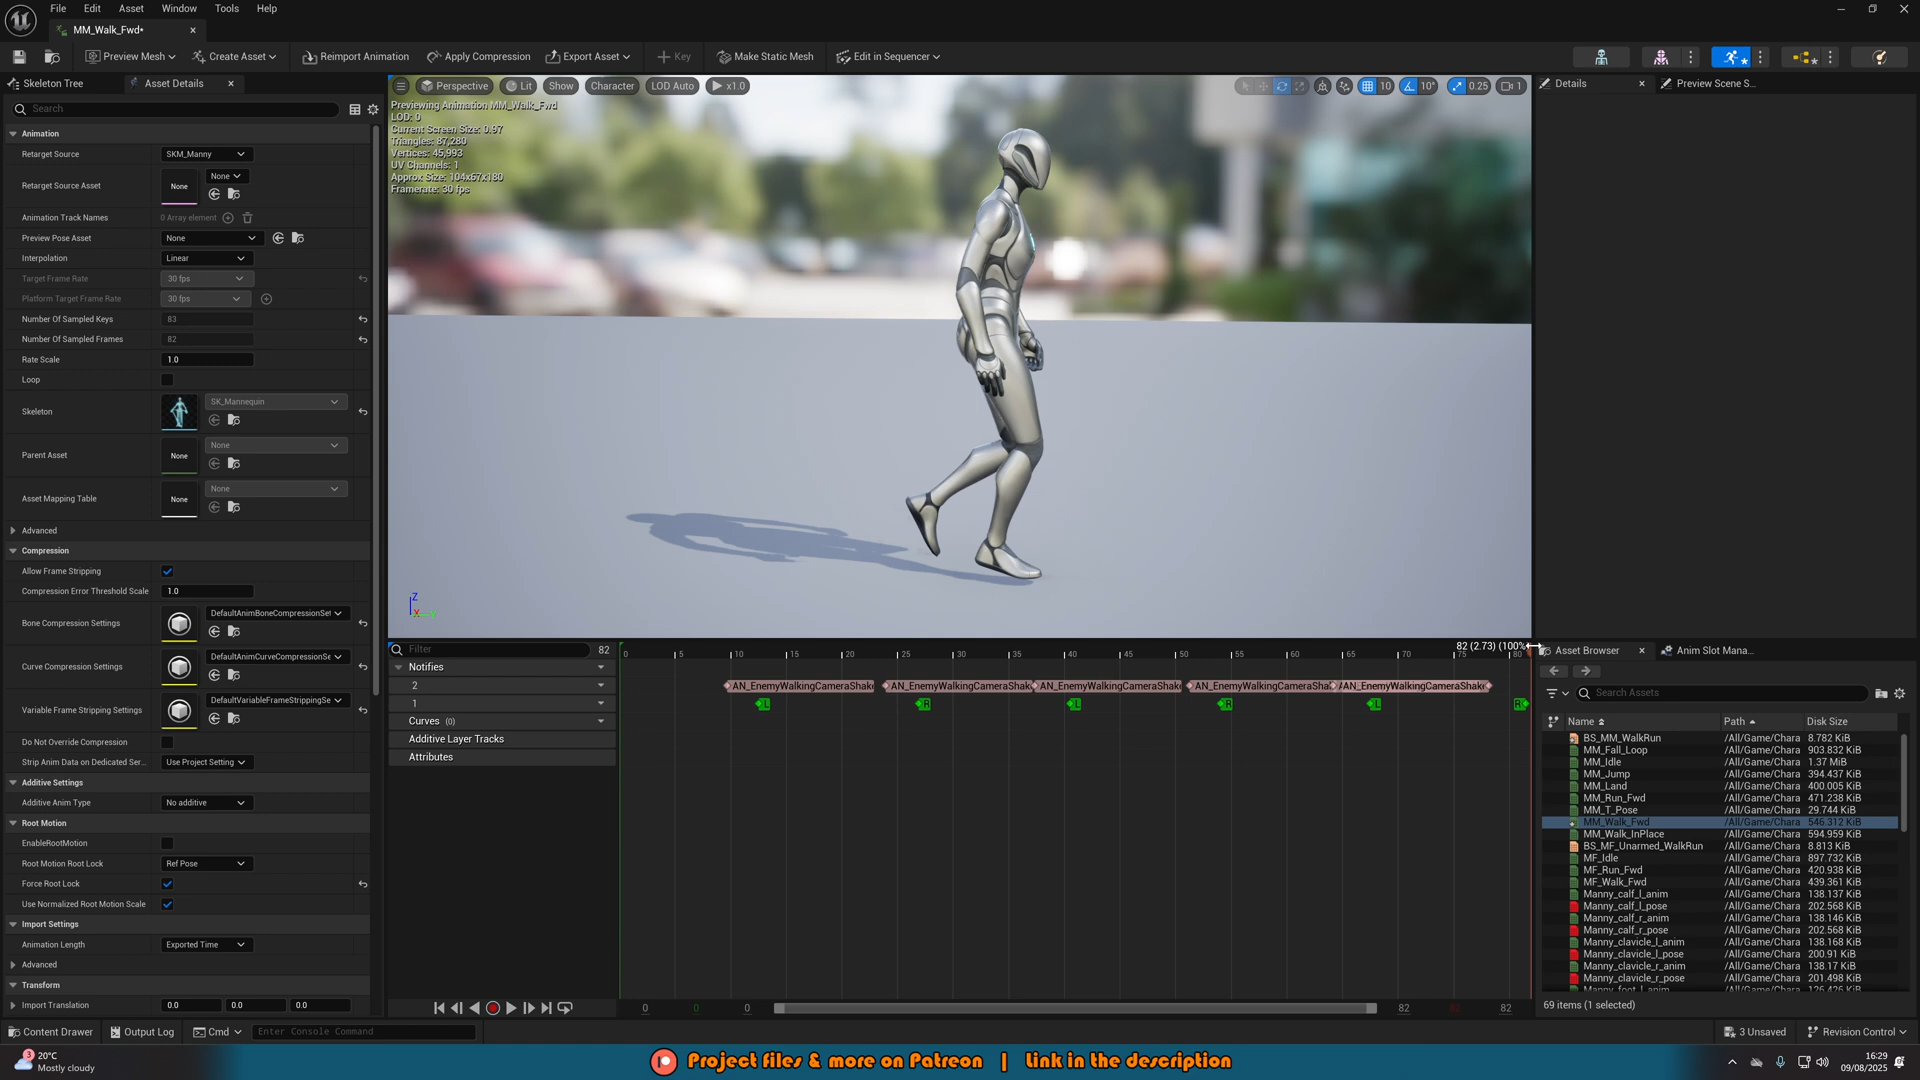 File Edit Asset Window Tools Help
MM_Walk_Fwd*
Preview Mesh Create Asset Reimport Animation Apply Compression Export Asset Key Make Static Mesh Edit in Sequencer
Skeleton Tree Asset Details Details Preview Scene S...
Search
Perspective Lit Show Character LOD Auto x1.0 10 10° 0.25 1
Previewing Animation MM_Walk_Fwd
LOD: 0
Current Screen Size: 0.97
Triangles: 87,280
Vertices: 45,993
UV Channels: 1
Approx Size: 104x67x180
Framerate: 30 fps
Animation
Retarget Source SKM_Manny
Retarget Source Asset None None
Animation Track Names 0 Array element
Preview Pose Asset None
Interpolation Linear
Target Frame Rate 30 fps
Platform Target Frame Rate 30 fps
Number Of Sampled Keys 83
Number Of Sampled Frames 82
Rate Scale 1.0
Loop
Skeleton SK_Mannequin
Parent Asset None None
Asset Mapping Table None None
Advanced
Compression
Allow Frame Stripping
Compression Error Threshold Scale 1.0
Bone Compression Settings DefaultAnimBoneCompressionSet
Curve Compression Settings DefaultAnimCurveCompressionSe
Variable Frame Stripping Settings DefaultVariableFrameStrippingSe
Do Not Override Compression
Strip Anim Data on Dedicated Ser... Use Project Setting
Additive Settings
Additive Anim Type No additive
Root Motion
EnableRootMotion
Root Motion Root Lock Ref Pose
Force Root Lock
Use Normalized Root Motion Scale
Import Settings
Animation Length Exported Time
Advanced
Transform
Import Translation 0.0 0.0 0.0
Z
X
Filter 82
82 (2.73) (100%
0 5 10 15 20 25 30 35 40 45 50 55 60 65 70 75 80
Notifies
2 AN_EnemyWalkingCameraShake AN_EnemyWalkingCameraShak AN_EnemyWalkingCameraShake AN_EnemyWalkingCameraSha AN_EnemyWalkingCameraShake
1 L R L R L R
Curves (0)
Additive Layer Tracks
Attributes
0 0 0 82 82 82
Asset Browser Anim Slot Mana...
Search Assets
Name Path Disk Size
BS_MM_WalkRun /All/Game/Chara 8.782 KiB
MM_Fall_Loop /All/Game/Chara 903.832 KiB
MM_Idle /All/Game/Chara 1.37 MiB
MM_Jump /All/Game/Chara 394.437 KiB
MM_Land /All/Game/Chara 400.005 KiB
MM_Run_Fwd /All/Game/Chara 471.238 KiB
MM_T_Pose /All/Game/Chara 29.744 KiB
MM_Walk_Fwd /All/Game/Chara 546.312 KiB
MM_Walk_InPlace /All/Game/Chara 594.959 KiB
BS_MF_Unarmed_WalkRun /All/Game/Chara 8.813 KiB
MF_Idle /All/Game/Chara 897.732 KiB
MF_Run_Fwd /All/Game/Chara 420.938 KiB
MF_Walk_Fwd /All/Game/Chara 439.361 KiB
Manny_calf_l_anim /All/Game/Chara 138.137 KiB
Manny_calf_l_pose /All/Game/Chara 202.568 KiB
Manny_calf_r_anim /All/Game/Chara 138.146 KiB
Manny_calf_r_pose /All/Game/Chara 202.568 KiB
Manny_clavicle_l_anim /All/Game/Chara 138.168 KiB
Manny_clavicle_l_pose /All/Game/Chara 200.91 KiB
Manny_clavicle_r_anim /All/Game/Chara 138.17 KiB
Manny_clavicle_r_pose /All/Game/Chara 201.498 KiB
Manny_foot_l_anim /All/Game/Chara 126.426 KiB
69 items (1 selected)
Content Drawer Output Log Cmd Enter Console Command 3 Unsaved Revision Control
3
20°C
Mostly cloudy
Project files & more on Patreon | Link in the description
16:29
09/08/2025